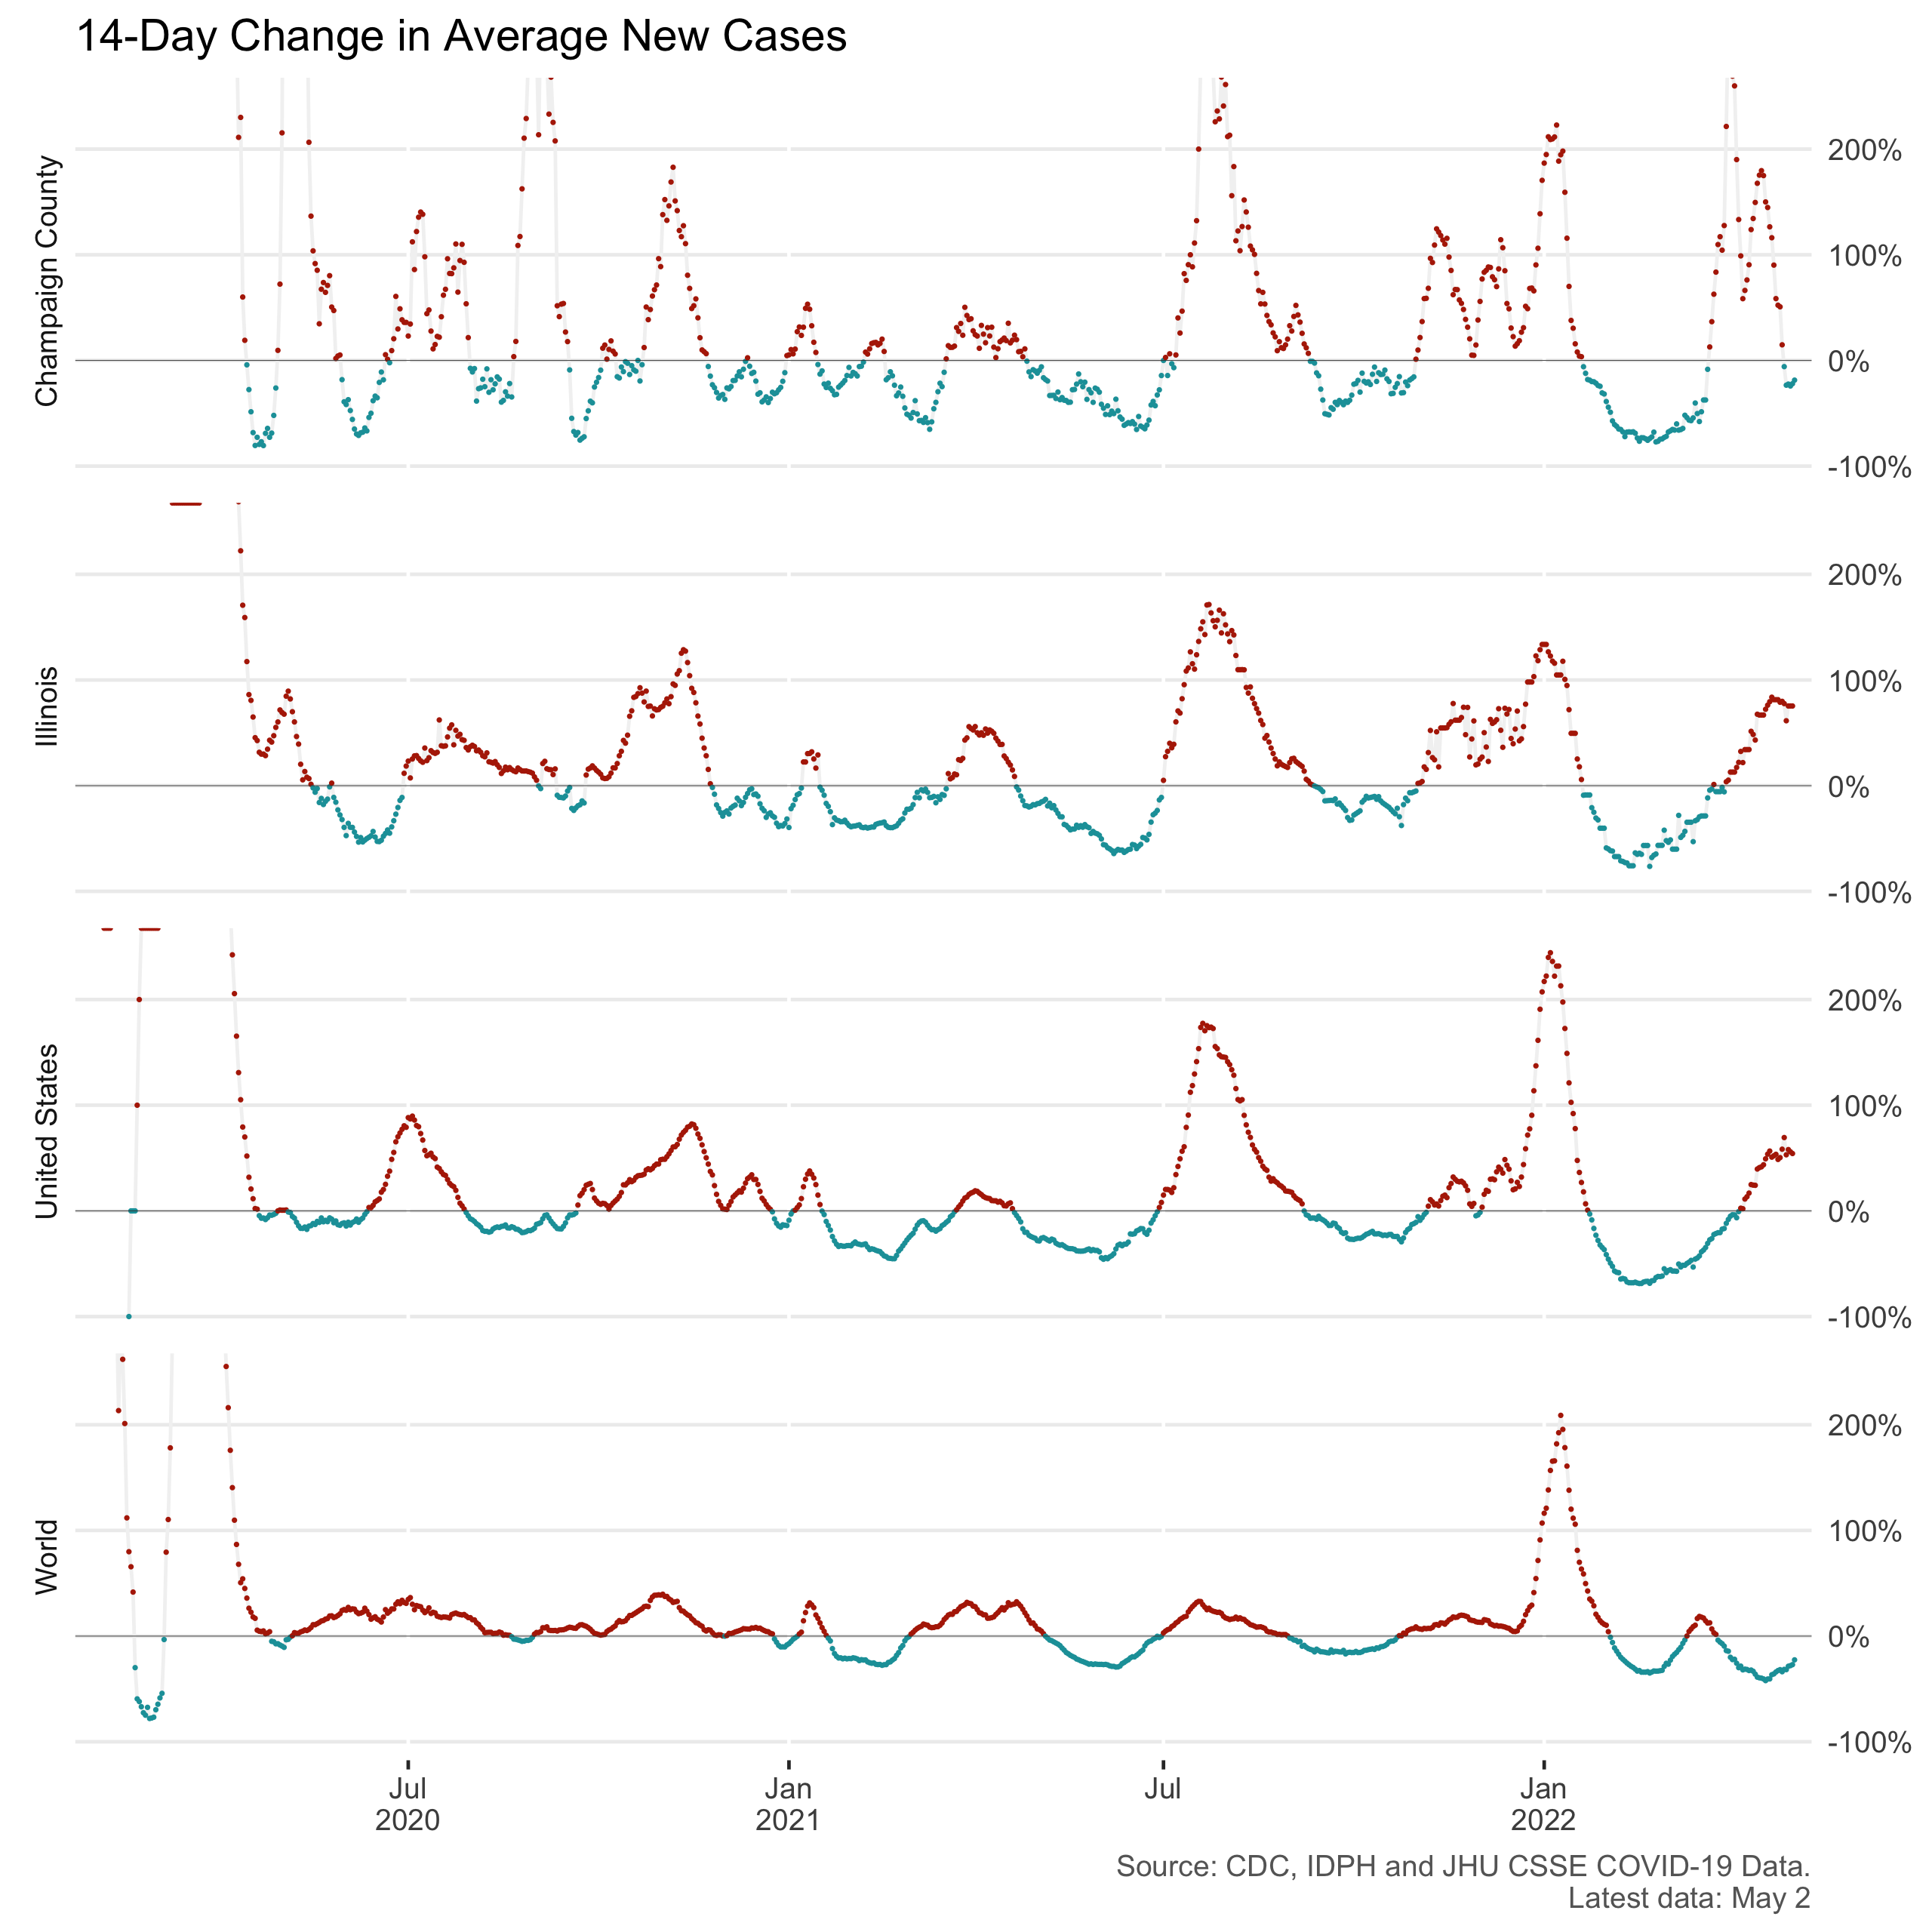 14-Day Change in Average New Cases
Champaign County
200%
100%
0%
-100%
Illinois
200%
100%
0%
-100%
United States
200%
100%
0%
-100%
World
200%
100%
0%
-100%
Jul Jan Jul Jan
2020 2021 2022
Source: CDC, IDPH and JHU CSSE COVID-19 Data.
Latest data: May 2